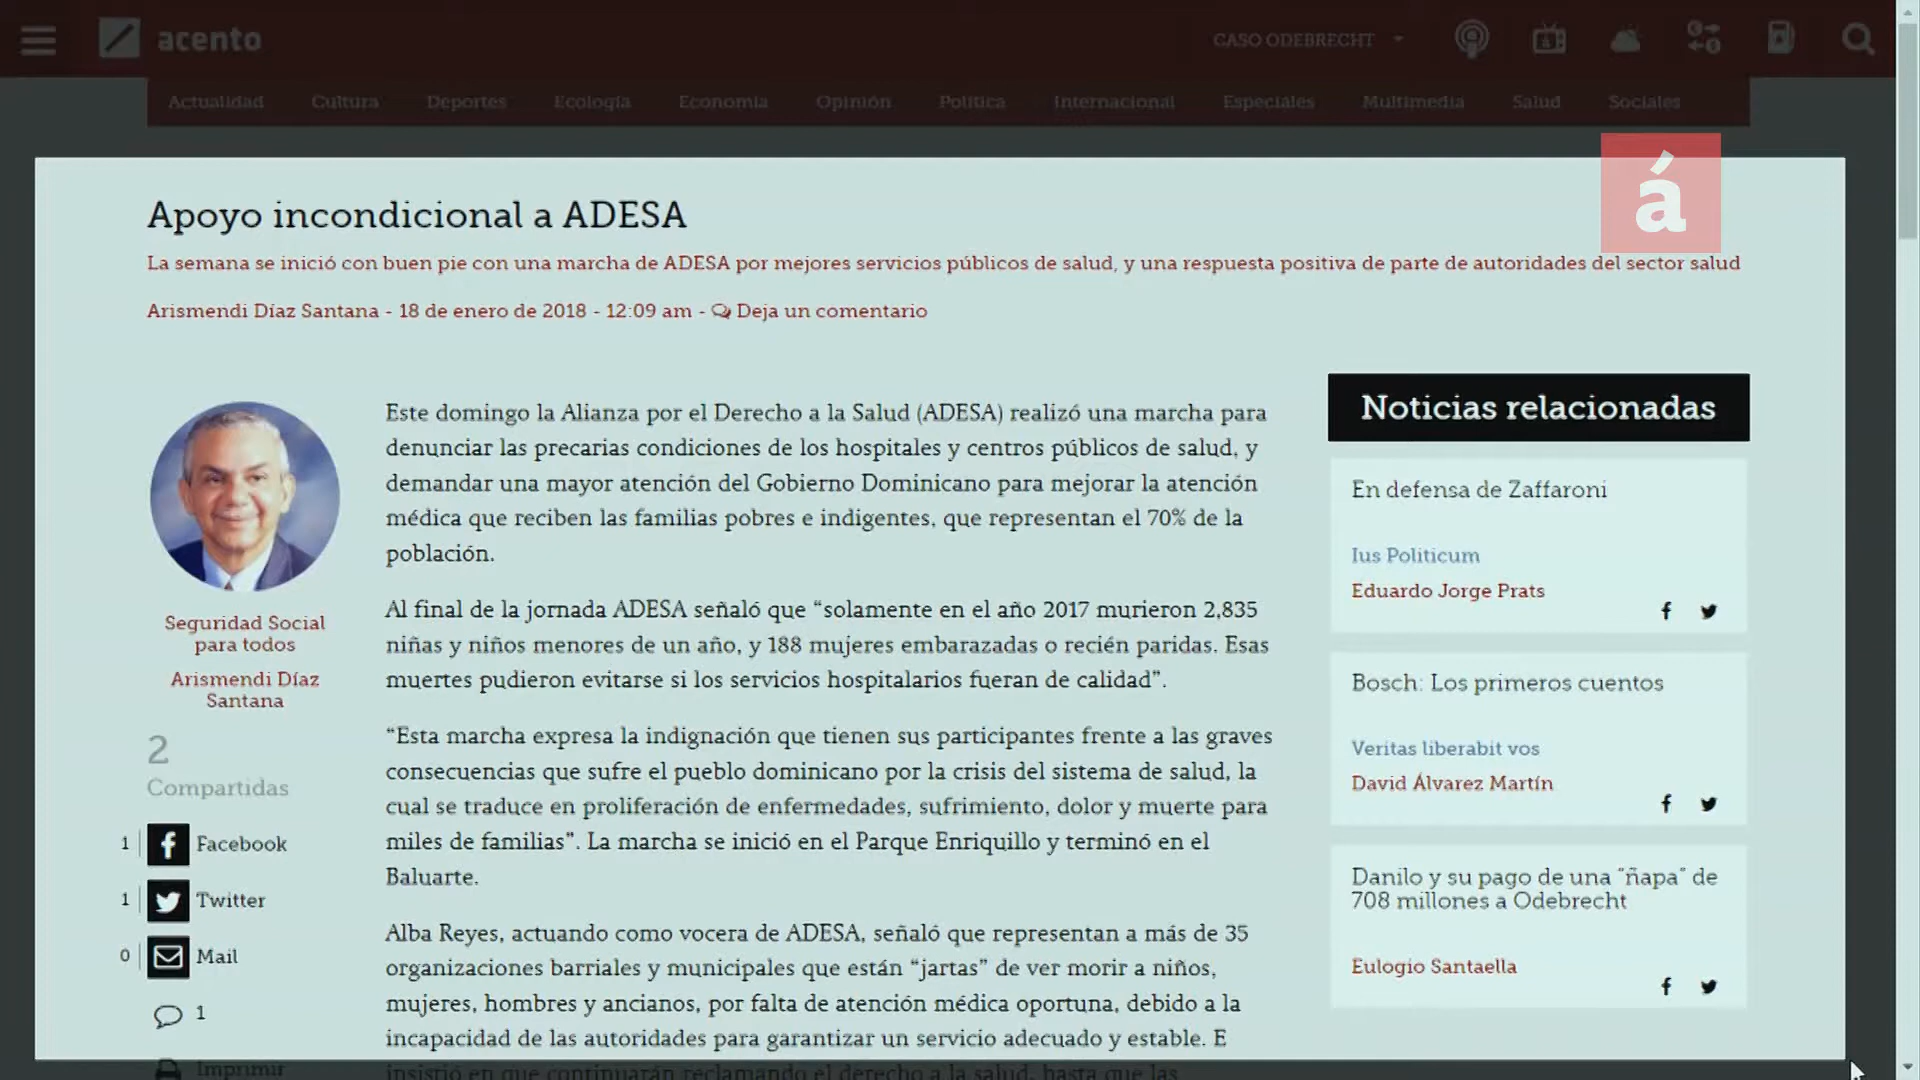 acento
CASO ODEBRECHT
Actualidad Cultura Deportes Ecología Economía Opinión Política Internacional Especiales Multimedia Salud Sociales
á
Apoyo incondicional a ADESA
La semana se inició con buen pie con una marcha de ADESA por mejores servicios públicos de salud, y una respuesta positiva de parte de autoridades del sector salud
Arismendi Díaz Santana - 18 de enero de 2018 - 12:09 am - Deja un comentario
Seguridad Social
para todos
Arismendi Díaz
Santana
2
Compartidas
1 Facebook
1 Twitter
0 Mail
1
Imprimir
Este domingo la Alianza por el Derecho a la Salud (ADESA) realizó una marcha para
denunciar las precarias condiciones de los hospitales y centros públicos de salud, y
demandar una mayor atención del Gobierno Dominicano para mejorar la atención
médica que reciben las familias pobres e indigentes, que representan el 70% de la
población.
Al final de la jornada ADESA señaló que “solamente en el año 2017 murieron 2,835
niñas y niños menores de un año, y 188 mujeres embarazadas o recién paridas. Esas
muertes pudieron evitarse si los servicios hospitalarios fueran de calidad”.
“Esta marcha expresa la indignación que tienen sus participantes frente a las graves
consecuencias que sufre el pueblo dominicano por la crisis del sistema de salud, la
cual se traduce en proliferación de enfermedades, sufrimiento, dolor y muerte para
miles de familias”. La marcha se inició en el Parque Enriquillo y terminó en el
Baluarte.
Alba Reyes, actuando como vocera de ADESA, señaló que representan a más de 35
organizaciones barriales y municipales que están “jartas” de ver morir a niños,
mujeres, hombres y ancianos, por falta de atención médica oportuna, debido a la
incapacidad de las autoridades para garantizar un servicio adecuado y estable. E
insistió en que continuarán reclamando el derecho a la salud, hasta que las
Noticias relacionadas
En defensa de Zaffaroni
Ius Politicum
Eduardo Jorge Prats
Bosch: Los primeros cuentos
Veritas liberabit vos
David Álvarez Martín
Danilo y su pago de una “ñapa” de
708 millones a Odebrecht
Eulogio Santaella